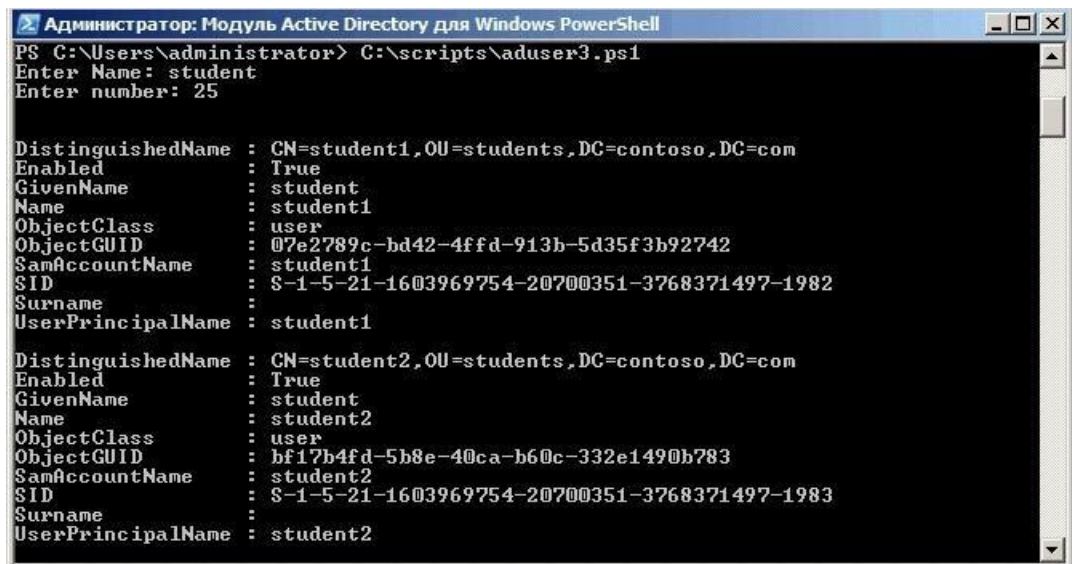 Администратор: Модуль Active Directory для Windows PowerShell
PS C:\Users\administrator> C:\scripts\aduser3.ps1
Enter Name: student
Enter number: 25
DistinguishedName : CN=student1,OU=students,DC=contoso,DC=com
Enabled : True
GivenName : student
Name : student1
ObjectClass : user
ObjectGUID : 07e2789c-bd42-4ffd-913b-5d35f3b92742
SamAccountName : student1
SID : S-1-5-21-1603969754-20700351-3768371497-1982
Surname :
UserPrincipalName : student1
DistinguishedName : CN=student2,OU=students,DC=contoso,DC=com
Enabled : True
GivenName : student
Name : student2
ObjectClass : user
ObjectGUID : bf17b4fd-5b8e-40ca-b60c-332e1490b783
SamAccountName : student2
SID : S-1-5-21-1603969754-20700351-3768371497-1983
Surname :
UserPrincipalName : student2